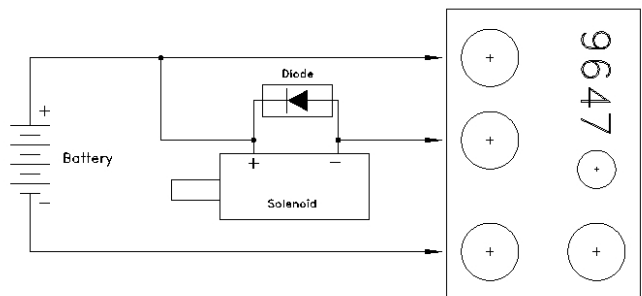 9647
Diode
+
Battery
+ −
−
Solenoid